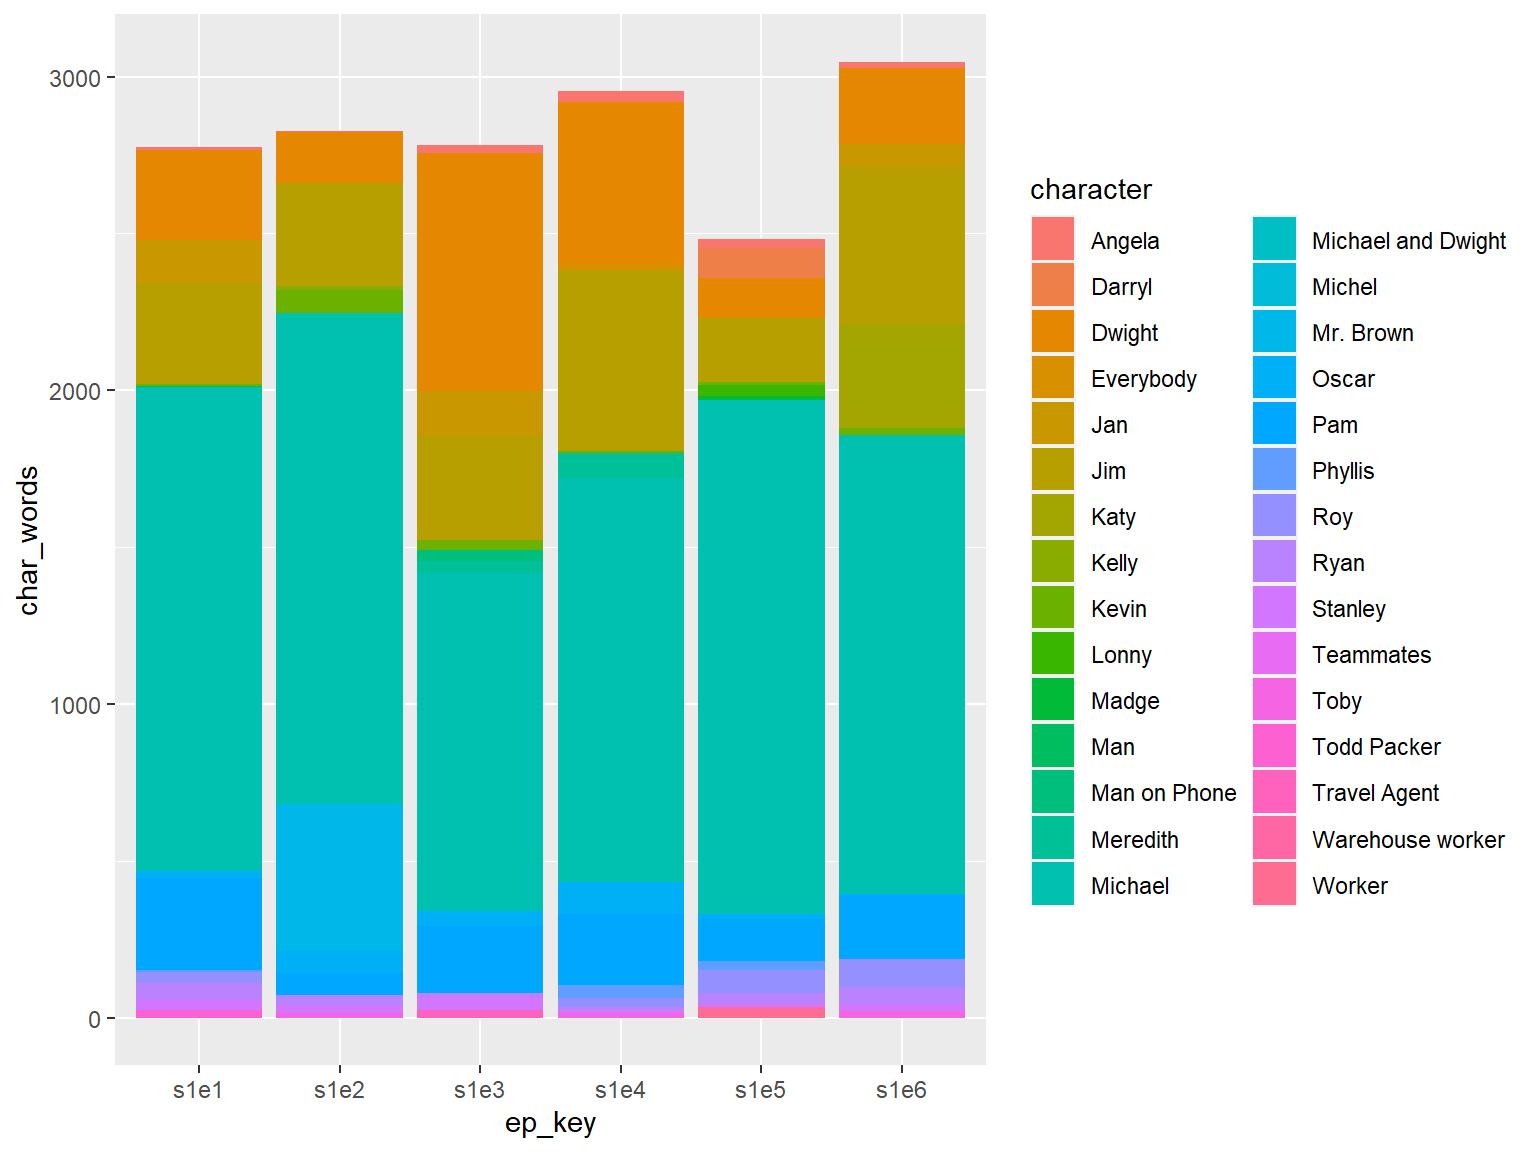 3000
2000
1000
0
char_words
s1e1 s1e2 s1e3 s1e4 s1e5 s1e6
ep_key
character
Angela
Darryl
Dwight
Everybody
Jan
Jim
Katy
Kelly
Kevin
Lonny
Madge
Man
Man on Phone
Meredith
Michael
Michael and Dwight
Michel
Mr. Brown
Oscar
Pam
Phyllis
Roy
Ryan
Stanley
Teammates
Toby
Todd Packer
Travel Agent
Warehouse worker
Worker